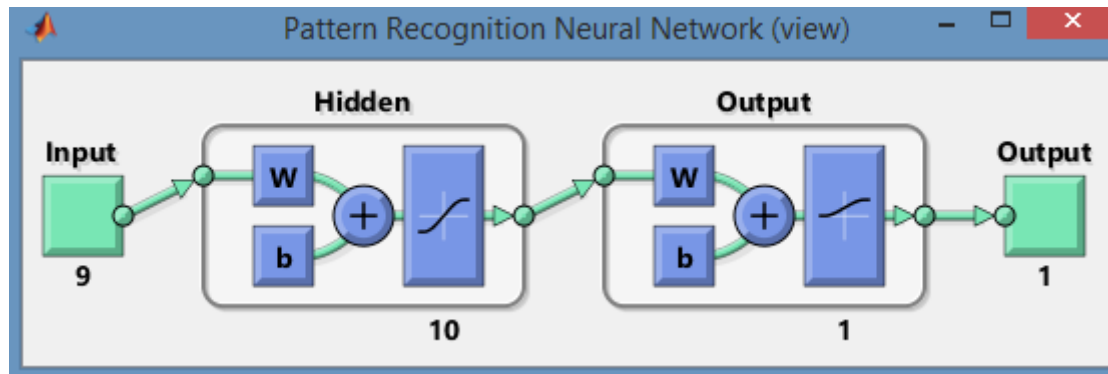 Pattern Recognition Neural Network (view)
Hidden
Output
Input
Output
W
W
+
+
b
b
9
1
10
1